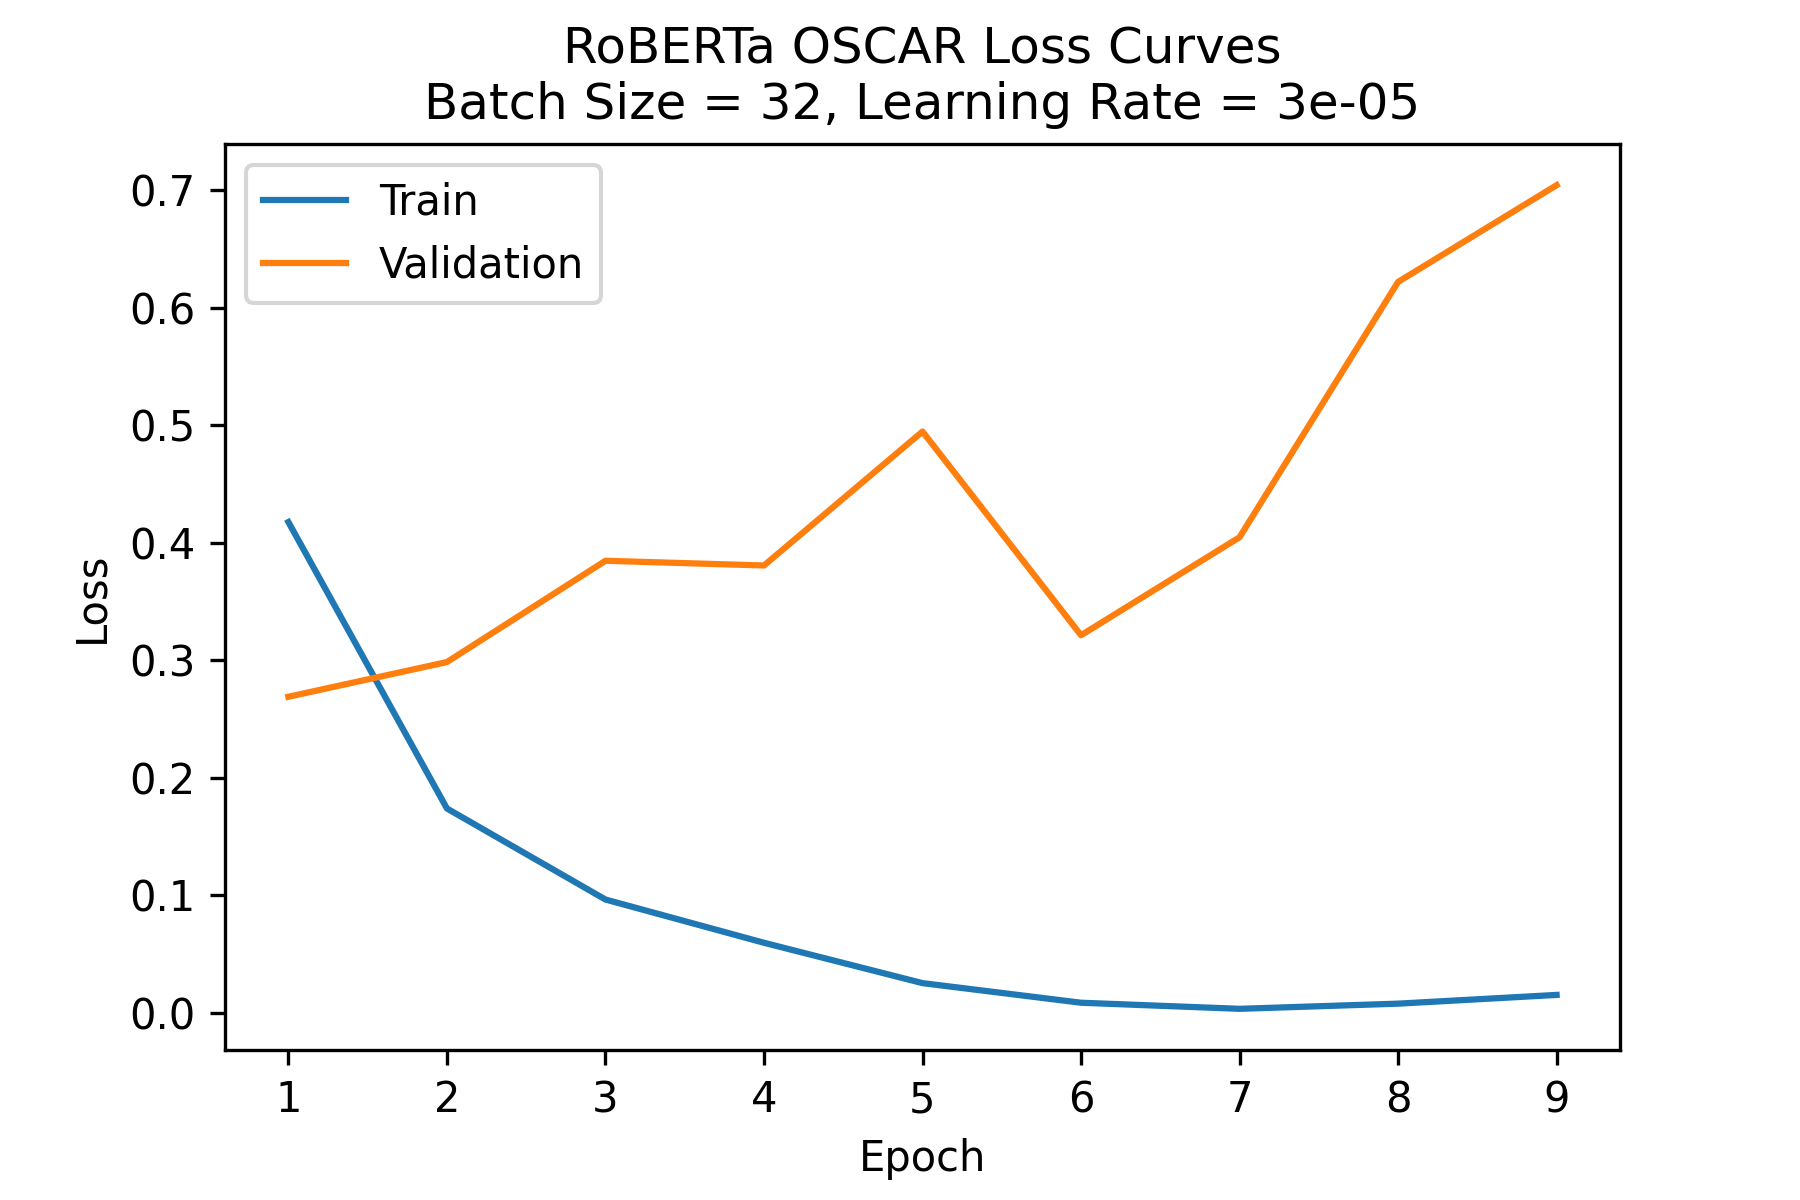 RoBERTa OSCAR Loss Curves
Batch Size = 32, Learning Rate = 3e-05
Train
Validation
0.7
0.6
0.5
0.4
0.3
0.2
0.1
0.0
Loss
1 2 3 4 5 6 7 8 9
Epoch